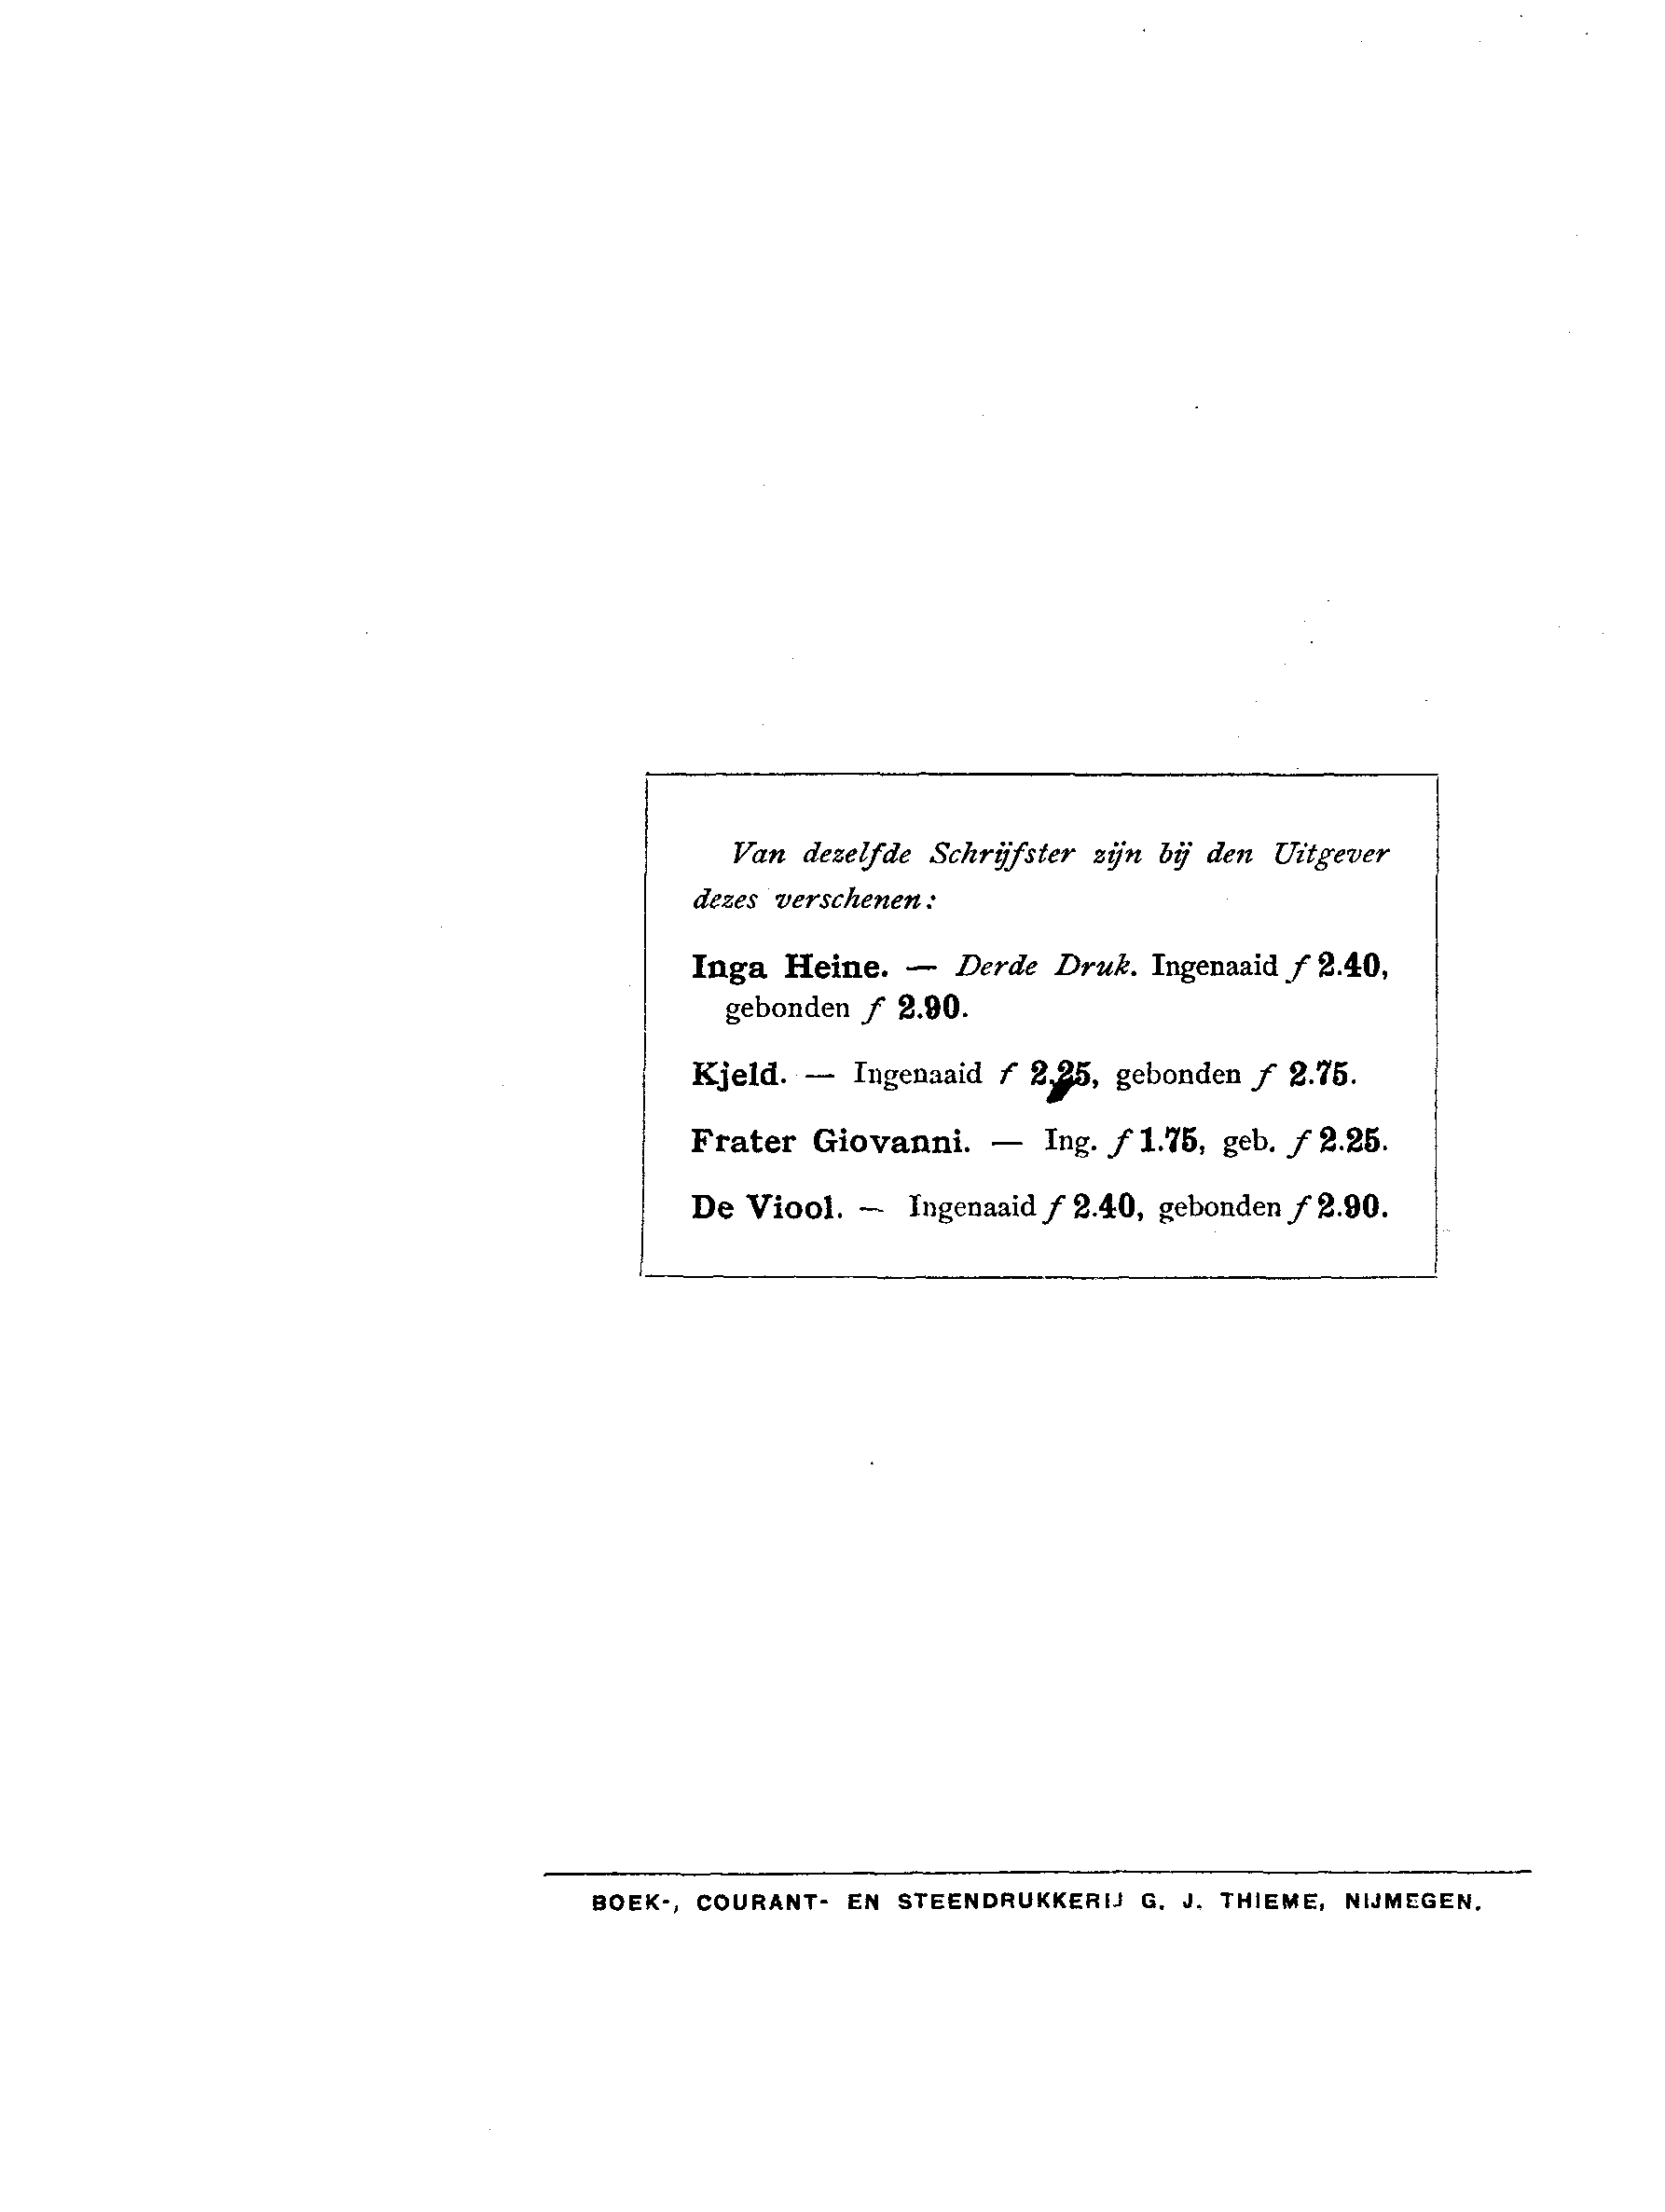 Van dezelfde Schrijfster zijn bij den Uitgever
dezes verschenen:
Inga Heine. — Derde Druk. Ingenaaid f 2.40,
gebonden f 2.90.
Kjeld. — Ingenaaid f 2.25, gebonden f 2.75.
Frater Giovanni. — Ing. f 1.75, geb. f 2.25.
De Viool. — Ingenaaid f 2.40, gebonden f 2.90.
BOEK-, COURANT- EN STEENDRUKKERIJ G. J. THIEME, NIJMEGEN.